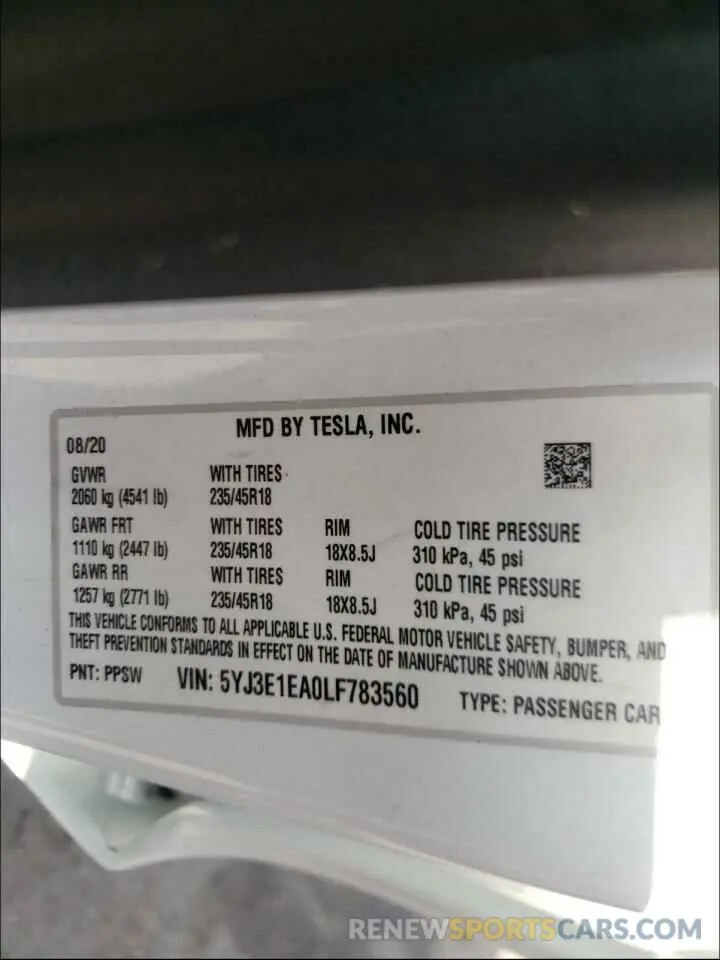 MFD BY TESLA, INC.
08/20
GVWR WITH TIRES
2060 kg (4541 lb) 235/45R18
GAWR FRT WITH TIRES RIM COLD TIRE PRESSURE
1110 kg (2447 lb) 235/45R18 18X8.5J 310 kPa, 45 psi
GAWR RR WITH TIRES RIM COLD TIRE PRESSURE
1257 kg (2771 lb) 235/45R18 18X8.5J 310 kPa, 45 psi
THIS VEHICLE CONFORMS TO ALL APPLICABLE U.S. FEDERAL MOTOR VEHICLE SAFETY, BUMPER, AND
THEFT PREVENTION STANDARDS IN EFFECT ON THE DATE OF MANUFACTURE SHOWN ABOVE.
PNT: PPSW VIN: 5YJ3E1EA0LF783560 TYPE: PASSENGER CAR
RENEWSPORTSCARS.COM